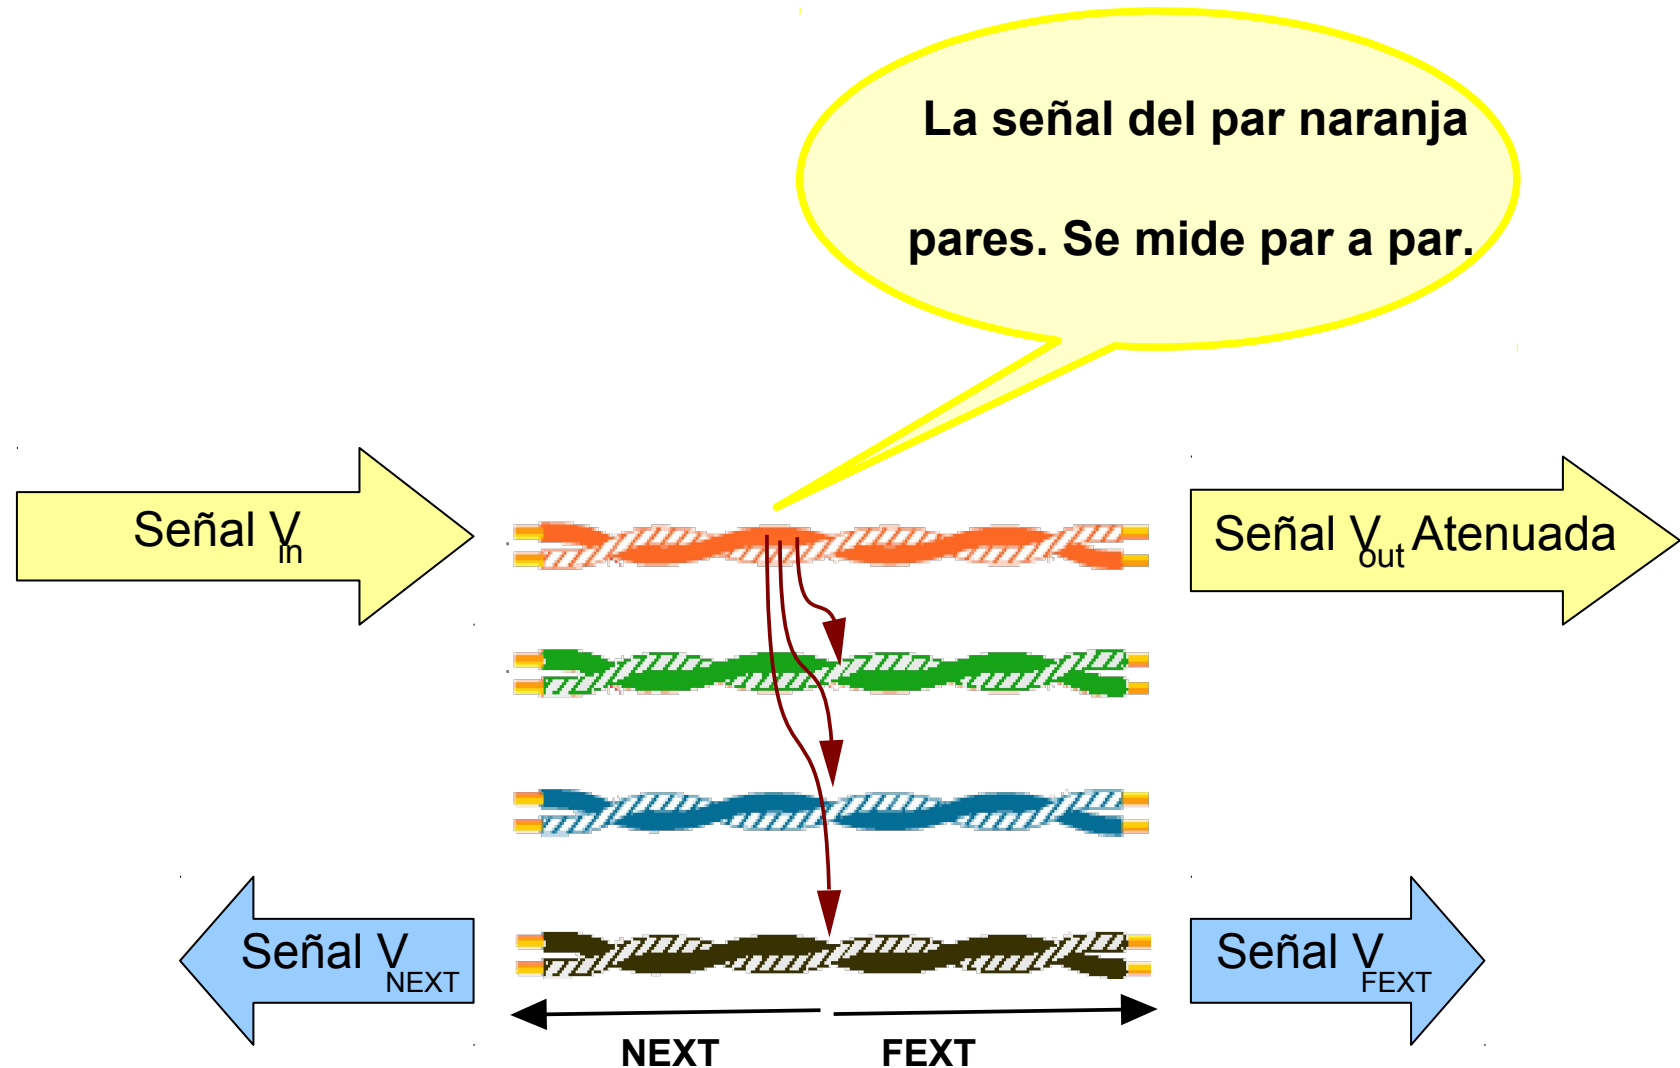 La señal del par naranja
pares. Se mide par a par.
Señal Vin
Señal Vout Atenuada
Señal VNEXT
Señal VFEXT
NEXT
FEXT